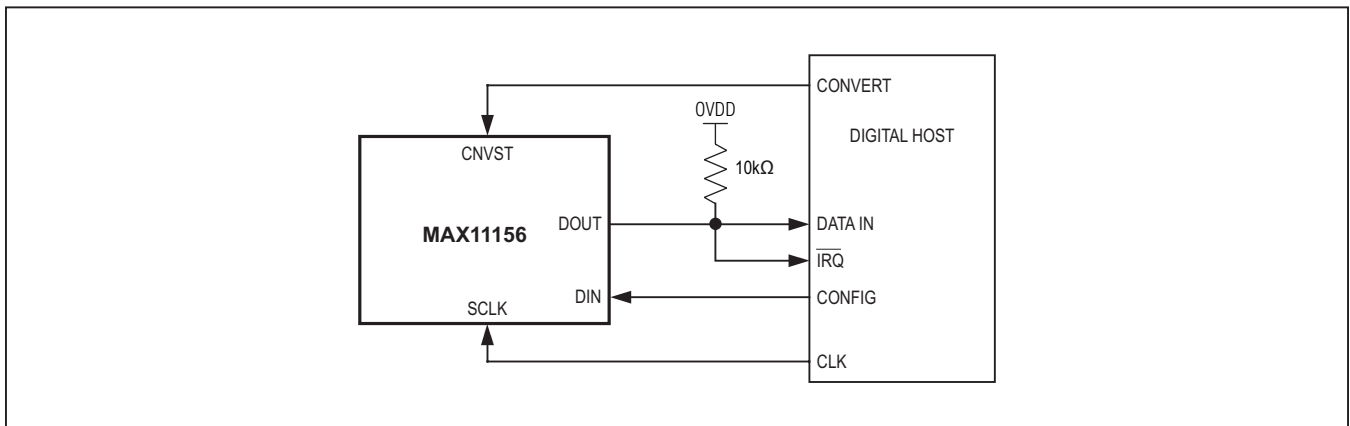 CONVERT
OVDD
DIGITAL HOST
CNVST
10kΩ
DOUT
DATA IN
MAX11156
IRQ
DIN
CONFIG
SCLK
CLK